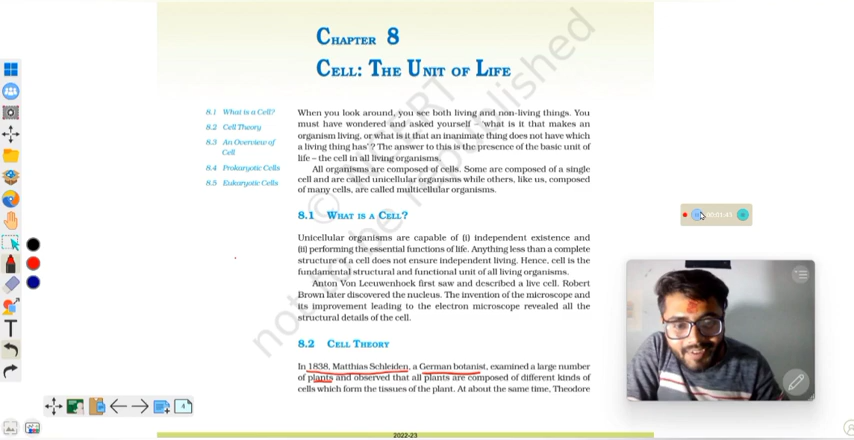 CHAPTER 8
CELL: THE UNIT OF LIFE
8.1 What is a Cell?
8.2 Cell Theory
8.3 An Overview of
Cell
8.4 Prokaryotic Cells
8.5 Eukaryotic Cells
When you look around, you see both living and non-living things. You
must have wondered and asked yourself – 'what is it that makes an
organism living, or what is it that an inanimate thing does not have which
a living thing has' ? The answer to this is the presence of the basic unit of
life – the cell in all living organisms.
All organisms are composed of cells. Some are composed of a single
cell and are called unicellular organisms while others, like us, composed
of many cells, are called multicellular organisms.
8.1 WHAT IS A CELL?
Unicellular organisms are capable of (i) independent existence and
(ii) performing the essential functions of life. Anything less than a complete
structure of a cell does not ensure independent living. Hence, cell is the
fundamental structural and functional unit of all living organisms.
Anton Von Leeuwenhoek first saw and described a live cell. Robert
Brown later discovered the nucleus. The invention of the microscope and
its improvement leading to the electron microscope revealed all the
structural details of the cell.
8.2 CELL THEORY
In 1838, Matthias Schleiden, a German botanist, examined a large number
of plants and observed that all plants are composed of different kinds of
cells which form the tissues of the plant. At about the same time, Theodore
2022-23
not to be republished
00:01:45
T
4